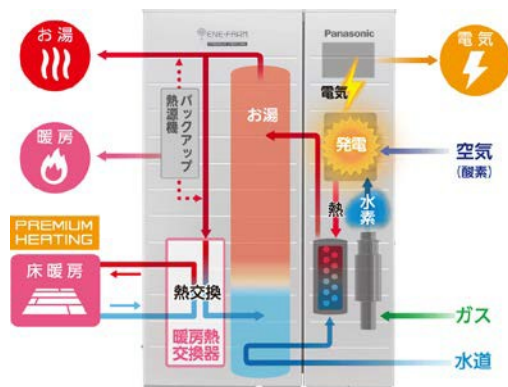 お湯
ENE-FARM
Panasonic
電気
電気
バックアップ
熱源機
お湯
発電
暖房
空気
(酸素)
熱
水素
PREMIUM
HERTING
床暖房
熱交換
暖房熱
交換器
ガス
水道